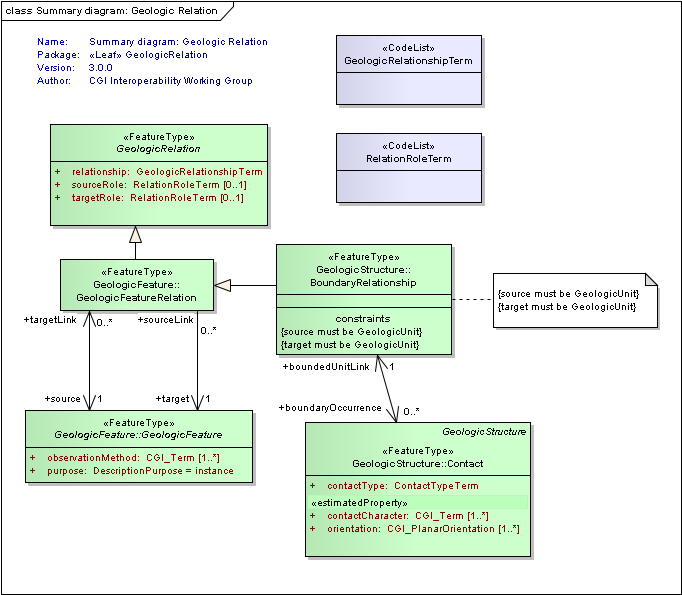 class Summary diagram: Geologic Relation
Name: Summary diagram: Geologic Relation
Package: «Leaf» GeologicRelation
Version: 3.0.0
Author: CGI Interoperability Working Group
«CodeList»
GeologicRelationshipTerm
«CodeList»
RelationRoleTerm
«FeatureType»
GeologicRelation
+ relationship: GeologicRelationshipTerm
+ sourceRole: RelationRoleTerm [0..1]
+ targetRole: RelationRoleTerm [0..1]
«FeatureType»
GeologicFeature::
GeologicFeatureRelation
«FeatureType»
GeologicStructure::
BoundaryRelationship
constraints
{source must be GeologicUnit}
{target must be GeologicUnit}
{source must be GeologicUnit}
{target must be GeologicUnit}
+targetLink
0..*
+sourceLink
0..*
+source
1
+target
1
+boundedUnitLink
1
+boundaryOccurrence
0..*
«FeatureType»
GeologicFeature::GeologicFeature
+ observationMethod: CGI_Term [1..*]
+ purpose: DescriptionPurpose = instance
GeologicStructure
«FeatureType»
GeologicStructure::Contact
+ contactType: ContactTypeTerm
«estimatedProperty»
+ contactCharacter: CGI_Term [1..*]
+ orientation: CGI_PlanarOrientation [1..*]